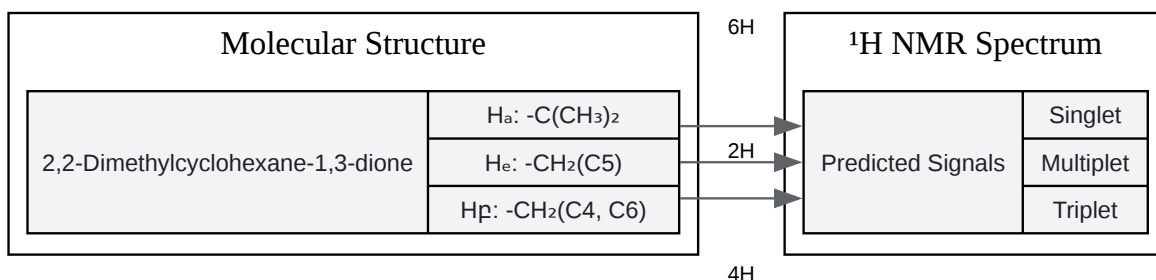 Molecular Structure
6H
¹H NMR Spectrum
2,2-Dimethylcyclohexane-1,3-dione
Hₐ: -C(CH₃)₂
Hₑ: -CH₂(C5)
Hբ: -CH₂(C4, C6)
2H
Predicted Signals
Singlet
Multiplet
Triplet
4H